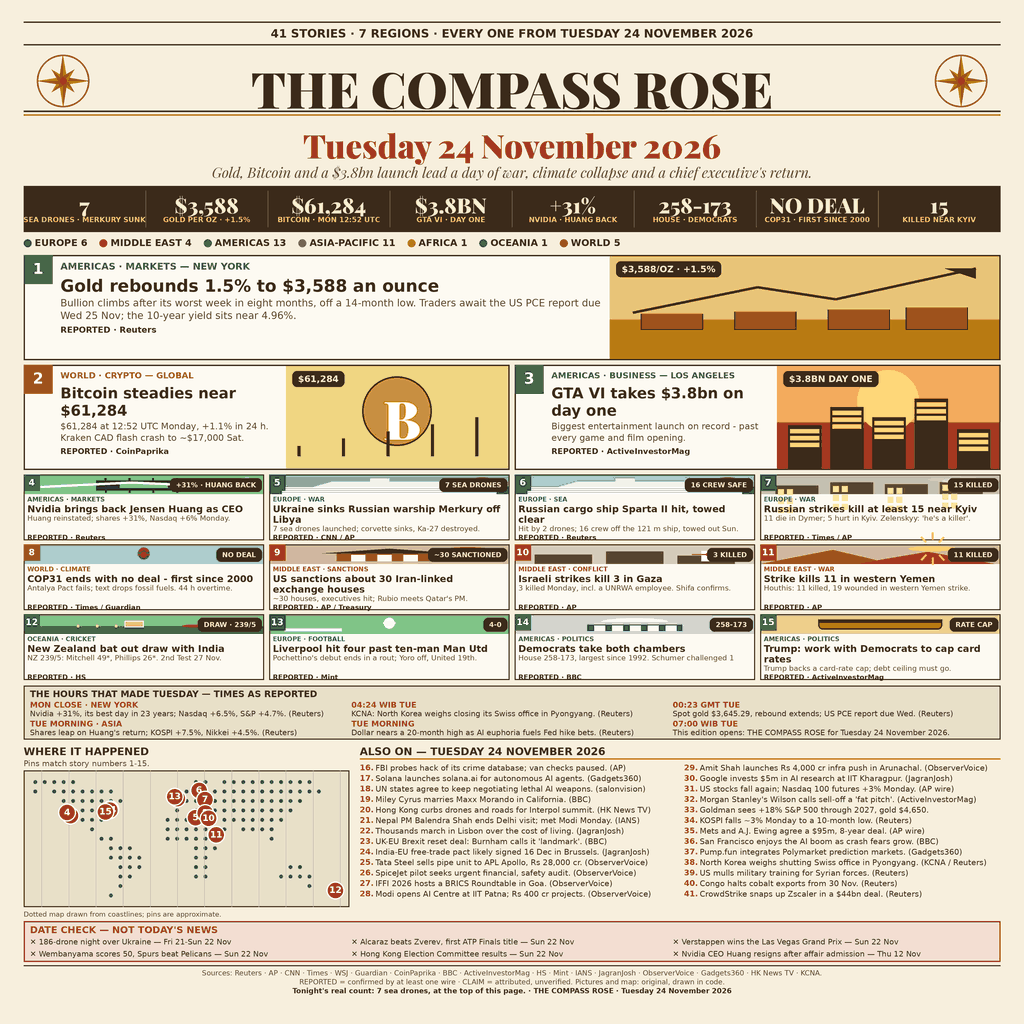 41 STORIES · 7 REGIONS · EVERY ONE FROM TUESDAY 24 NOVEMBER 2026
THE COMPASS ROSE
Tuesday 24 November 2026
Gold, Bitcoin and a $3.8bn launch lead a day of war, climate collapse and a chief executive's return.
7
SEA DRONES · MERKURY SUNK
$3,588
GOLD PER OZ · +1.5%
$61,284
BITCOIN · MON 12:52 UTC
$3.8BN
GTA VI · DAY ONE
+31%
NVIDIA · HUANG BACK
258-173
HOUSE · DEMOCRATS
NO DEAL
COP31 · FIRST SINCE 2000
15
KILLED NEAR KYIV
EUROPE 6
MIDDLE EAST 4
AMERICAS 13
ASIA-PACIFIC 11
AFRICA 1
OCEANIA 1
WORLD 5
1
AMERICAS · MARKETS — NEW YORK
Gold rebounds 1.5% to $3,588 an ounce
Bullion climbs after its worst week in eight months, off a 14-month low. Traders await the US PCE report due
Wed 25 Nov; the 10-year yield sits near 4.96%.
REPORTED · Reuters
$3,588/OZ · +1.5%
2
WORLD · CRYPTO — GLOBAL
Bitcoin steadies near
$61,284
$61,284 at 12:52 UTC Monday, +1.1% in 24 h.
Kraken CAD flash crash to ~$17,000 Sat.
REPORTED · CoinPaprika
$61,284
B
3
AMERICAS · BUSINESS — LOS ANGELES
GTA VI takes $3.8bn on
day one
Biggest entertainment launch on record - past
every game and film opening.
REPORTED · ActiveInvestorMag
$3.8BN DAY ONE
4
+31% · HUANG BACK
AMERICAS · MARKETS
Nvidia brings back Jensen Huang as CEO
Huang reinstated; shares +31%, Nasdaq +6% Monday.
REPORTED · Reuters
5
7 SEA DRONES
EUROPE · WAR
Ukraine sinks Russian warship Merkury off
Libya
7 sea drones launched; corvette sinks, Ka-27 destroyed.
REPORTED · CNN / AP
6
16 CREW SAFE
EUROPE · SEA
Russian cargo ship Sparta II hit, towed
clear
Hit by 2 drones; 16 crew off the 121 m ship, towed out Sun.
REPORTED · Reuters
7
15 KILLED
EUROPE · WAR
Russian strikes kill at least 15 near Kyiv
11 die in Dymer; 5 hurt in Kyiv. Zelenskyy: 'he's a killer'.
REPORTED · Times / AP
8
NO DEAL
WORLD · CLIMATE
COP31 ends with no deal - first since 2000
Antalya Pact fails; text drops fossil fuels. 44 h overtime.
REPORTED · Times / Guardian
9
~30 SANCTIONED
MIDDLE EAST · SANCTIONS
US sanctions about 30 Iran-linked
exchange houses
~30 houses, executives hit; Rubio meets Qatar's PM.
REPORTED · AP / Treasury
10
3 KILLED
MIDDLE EAST · CONFLICT
Israeli strikes kill 3 in Gaza
3 killed Monday, incl. a UNRWA employee. Shifa confirms.
REPORTED · AP
11
11 KILLED
MIDDLE EAST · WAR
Strike kills 11 in western Yemen
Houthis: 11 killed, 19 wounded in western Yemen strike.
REPORTED · AP
12
DRAW · 239/5
OCEANIA · CRICKET
New Zealand bat out draw with India
NZ 239/5: Mitchell 49*, Phillips 26*. 2nd Test 27 Nov.
REPORTED · HS
13
4-0
EUROPE · FOOTBALL
Liverpool hit four past ten-man Man Utd
Pochettino's debut ends in a rout; Yoro off, United 19th.
REPORTED · Mint
14
258-173
AMERICAS · POLITICS
Democrats take both chambers
House 258-173, largest since 1992. Schumer challenged 1
REPORTED · BBC
15
RATE CAP
AMERICAS · POLITICS
Trump: work with Democrats to cap card
rates
Trump backs a card-rate cap; debt ceiling must go.
REPORTED · ActiveInvestorMag
THE HOURS THAT MADE TUESDAY — TIMES AS REPORTED
MON CLOSE · NEW YORK
Nvidia +31%, its best day in 23 years; Nasdaq +6.5%, S&P +4.7%. (Reuters)
TUE MORNING · ASIA
Shares leap on Huang's return; KOSPI +7.5%, Nikkei +4.5%. (Reuters)
04:24 WIB TUE
KCNA: North Korea weighs closing its Swiss office in Pyongyang. (Reuters)
TUE MORNING
Dollar nears a 20-month high as AI euphoria fuels Fed hike bets. (Reuters)
00:23 GMT TUE
Spot gold $3,645.29, rebound extends; US PCE report due Wed. (Reuters)
07:00 WIB TUE
This edition opens: THE COMPASS ROSE for Tuesday 24 November 2026.
WHERE IT HAPPENED
Pins match story numbers 1-15.
4
15
13
6
7
5
10
11
12
Dotted map drawn from coastlines; pins are approximate.
ALSO ON — TUESDAY 24 NOVEMBER 2026
16. FBI probes hack of its crime database; van checks paused. (AP)
17. Solana launches solana.ai for autonomous AI agents. (Gadgets360)
18. UN states agree to keep negotiating lethal AI weapons. (salonvision)
19. Miley Cyrus marries Maxx Morando in California. (BBC)
20. Hong Kong curbs drones and roads for Interpol summit. (HK News TV)
21. Nepal PM Balendra Shah ends Delhi visit; met Modi Monday. (IANS)
22. Thousands march in Lisbon over the cost of living. (JagranJosh)
23. UK-EU Brexit reset deal: Burnham calls it 'landmark'. (BBC)
24. India-EU free-trade pact likely signed 16 Dec in Brussels. (JagranJosh)
25. Tata Steel sells pipe unit to APL Apollo, Rs 28,000 cr. (ObserverVoice)
26. SpiceJet pilot seeks urgent financial, safety audit. (ObserverVoice)
27. IFFI 2026 hosts a BRICS Roundtable in Goa. (ObserverVoice)
28. Modi opens AI Centre at IIT Patna; Rs 400 cr projects. (ObserverVoice)
29. Amit Shah launches Rs 4,000 cr infra push in Arunachal. (ObserverVoice)
30. Google invests $5m in AI research at IIT Kharagpur. (JagranJosh)
31. US stocks fall again; Nasdaq 100 futures +3% Monday. (AP wire)
32. Morgan Stanley's Wilson calls sell-off a 'fat pitch'. (ActiveInvestorMag)
33. Goldman sees +18% S&P 500 through 2027, gold $4,650.
34. KOSPI falls ~3% Monday to a 10-month low. (Reuters)
35. Mets and A.J. Ewing agree a $95m, 8-year deal. (AP wire)
36. San Francisco enjoys the AI boom as crash fears grow. (BBC)
37. Pump.fun integrates Polymarket prediction markets. (Gadgets360)
38. North Korea weighs shutting Swiss office in Pyongyang. (KCNA / Reuters)
39. US mulls military training for Syrian forces. (Reuters)
40. Congo halts cobalt exports from 30 Nov. (Reuters)
41. CrowdStrike snaps up Zscaler in a $44bn deal. (Reuters)
DATE CHECK — NOT TODAY'S NEWS
✕ 186-drone night over Ukraine — Fri 21-Sun 22 Nov
✕ Wembanyama scores 50, Spurs beat Pelicans — Sun 22 Nov
✕ Alcaraz beats Zverev, first ATP Finals title — Sun 22 Nov
✕ Hong Kong Election Committee results — Sun 22 Nov
✕ Verstappen wins the Las Vegas Grand Prix — Sun 22 Nov
✕ Nvidia CEO Huang resigns after affair admission — Thu 12 Nov
Sources: Reuters · AP · CNN · Times · WSJ · Guardian · CoinPaprika · BBC · ActiveInvestorMag · HS · Mint · IANS · JagranJosh · ObserverVoice · Gadgets360 · HK News TV · KCNA.
REPORTED = confirmed by at least one wire · CLAIM = attributed, unverified. Pictures and map: original, drawn in code.
Tonight's real count: 7 sea drones, at the top of this page. · THE COMPASS ROSE · Tuesday 24 November 2026